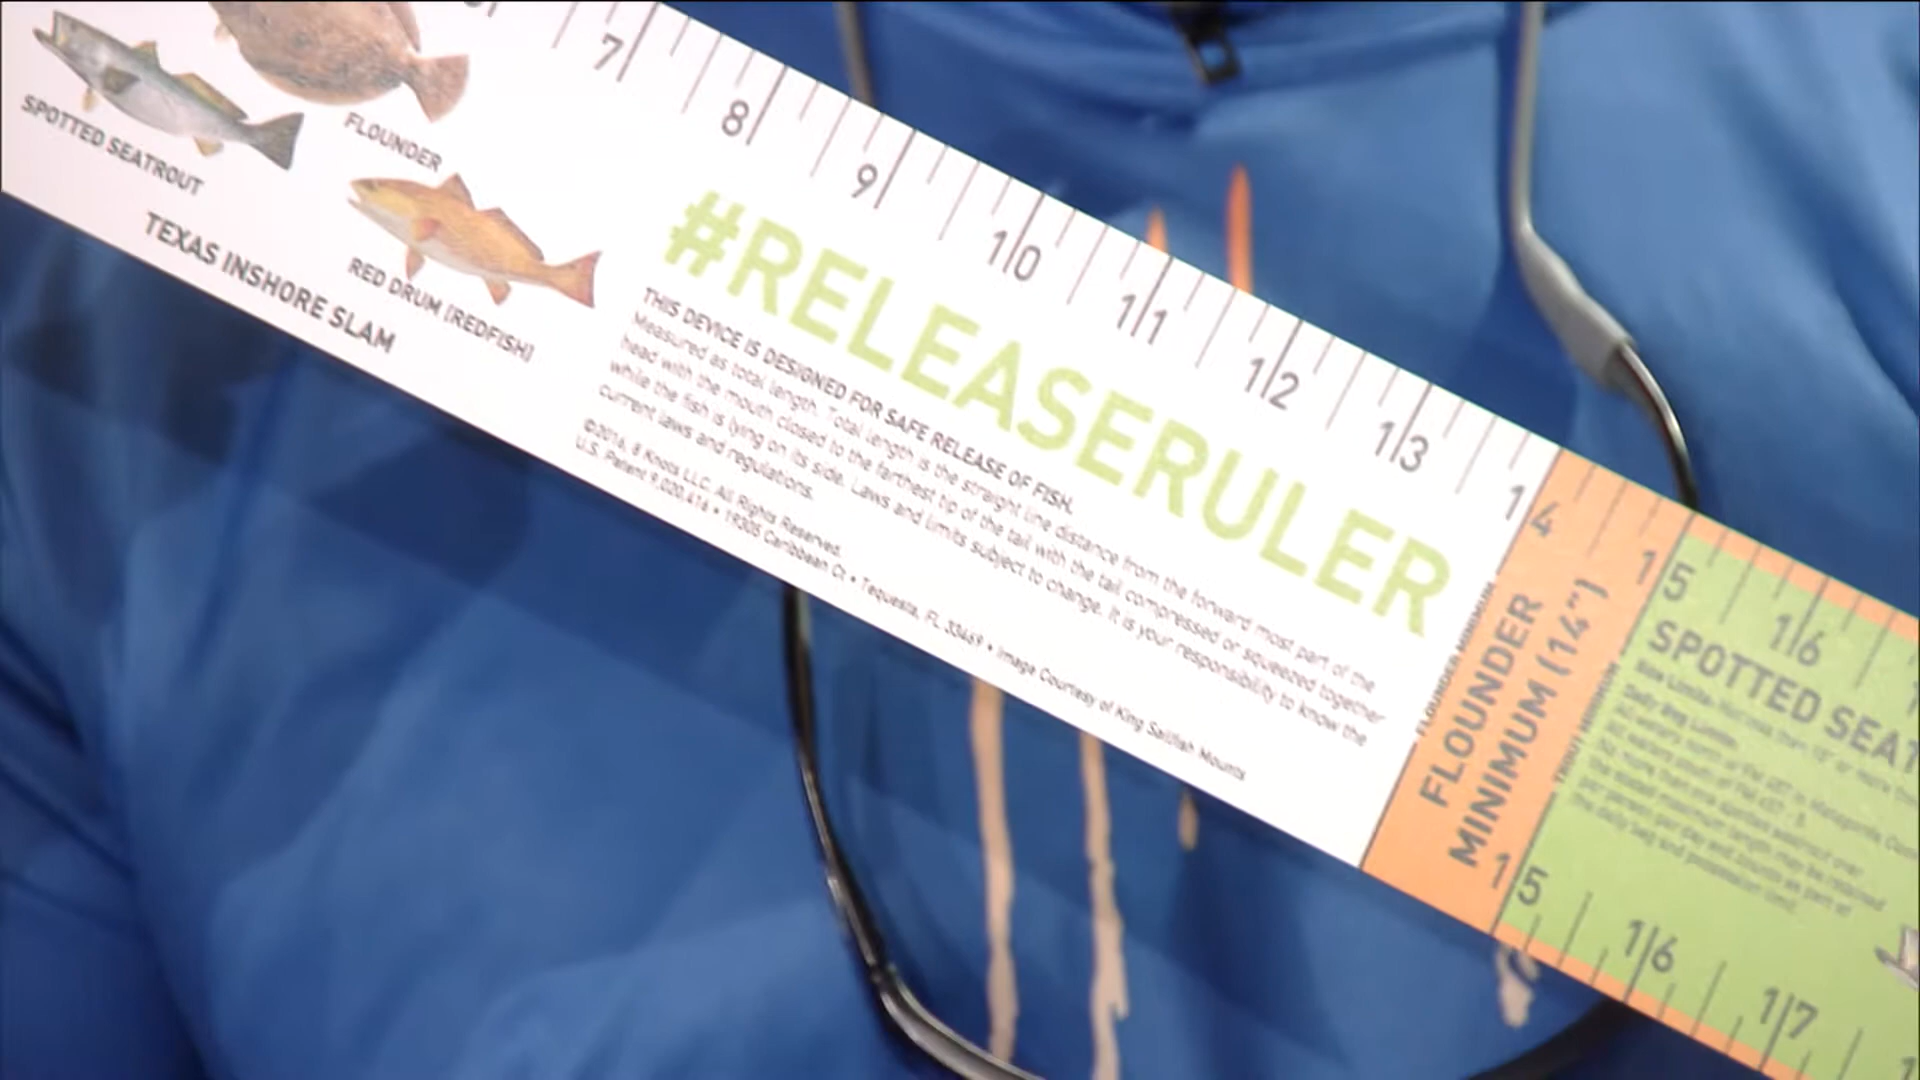 7 8 9 10 11 12 13 14 15 16
SPOTTED SEATROUT
FLOUNDER
RED DRUM (REDFISH)
TEXAS INSHORE SLAM
#RELEASERULER
THIS DEVICE IS DESIGNED FOR SAFE RELEASE OF FISH.
Measured as total length. Total length is the straight line distance from the forward most part of the
head with the mouth closed to the farthest tip of the tail with the tail compressed or squeezed together
while the fish is lying on its side. Laws and limits subject to change. It is your responsibility to know the
current laws and regulations.
©2016, 8 Knots LLC. All Rights Reserved.
U.S. Patent 9,020,416 • 19305 Caribbean Ct • Tequesta, FL 33469 • Image Courtesy of King Sailfish Mounts
FLOUNDER MINIMUM
FLOUNDER
MINIMUM (14")
SPOTTED SEAT
Daily Bag Limits:
15 16 17